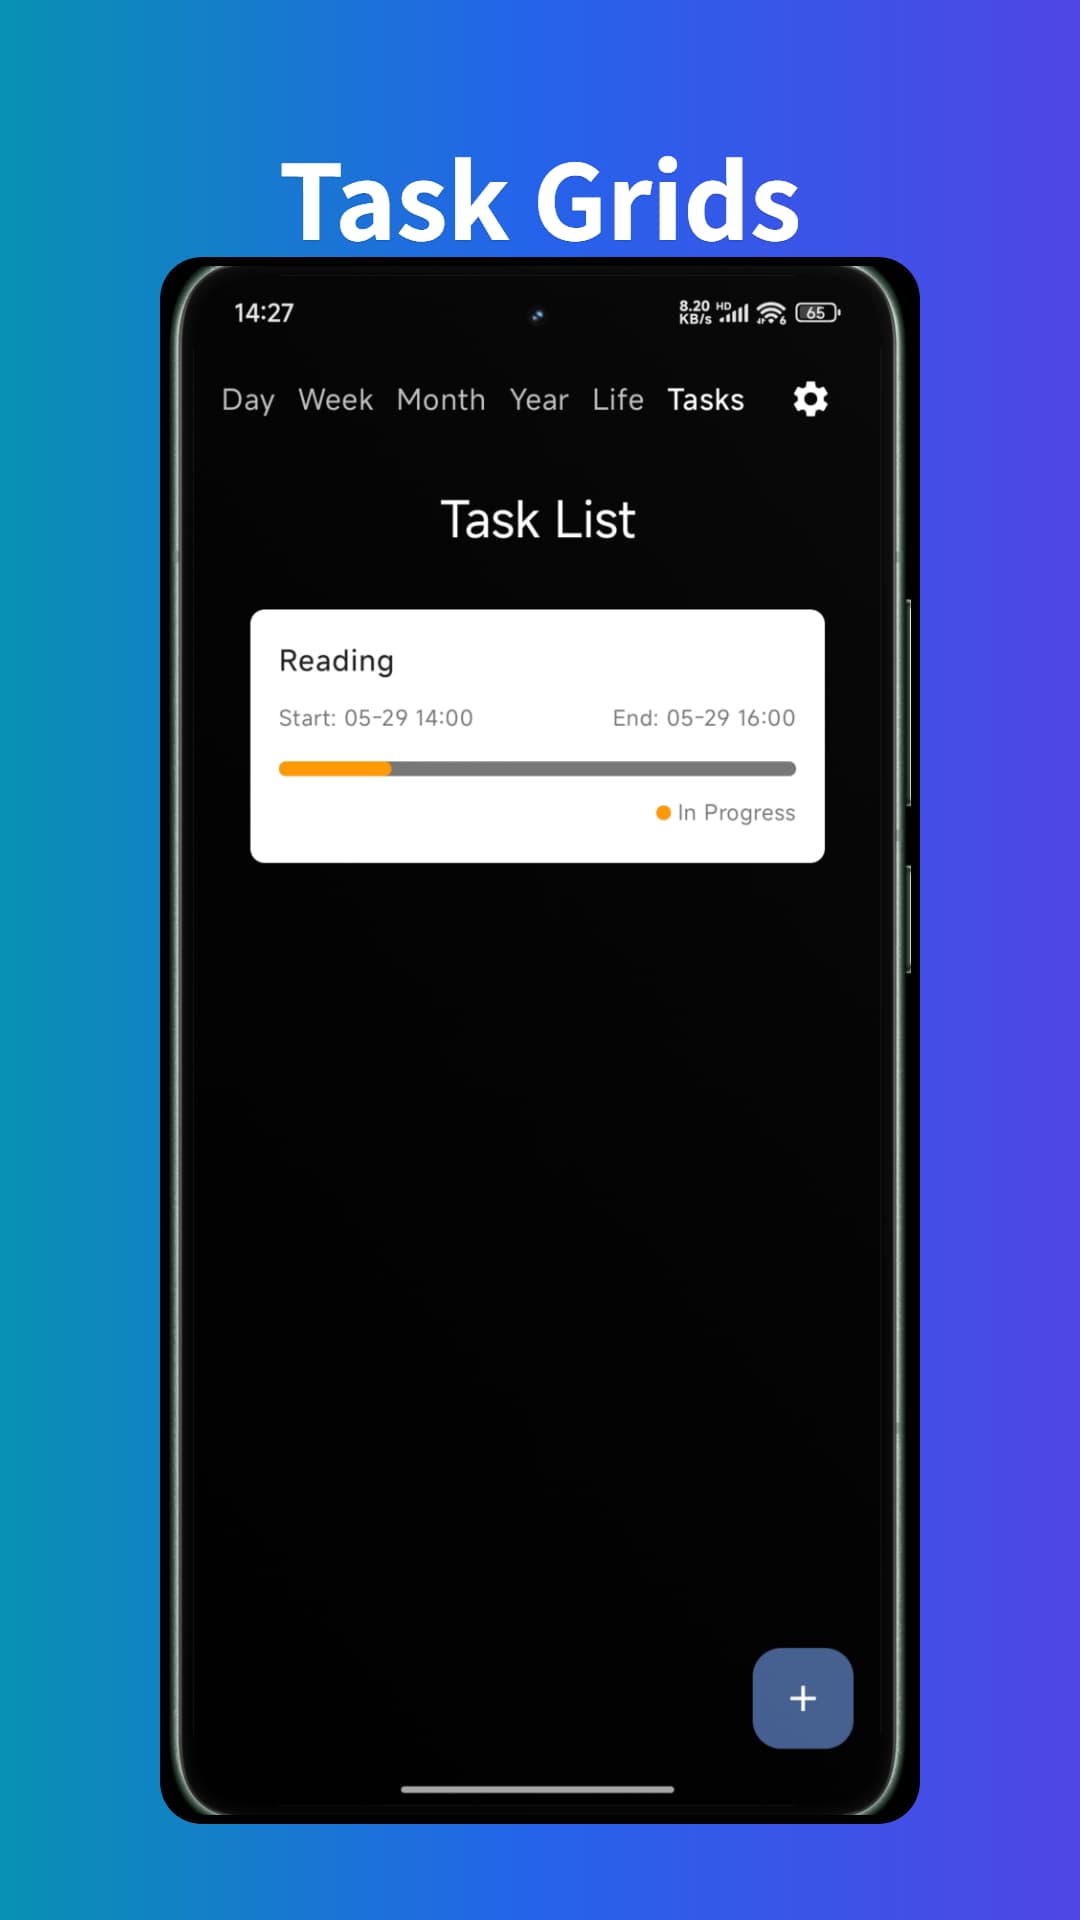 Task Grids
14:27
8.20 KB/s HD 6 65
Day Week Month Year Life Tasks
Task List
Reading
Start: 05-29 14:00 End: 05-29 16:00
In Progress
+